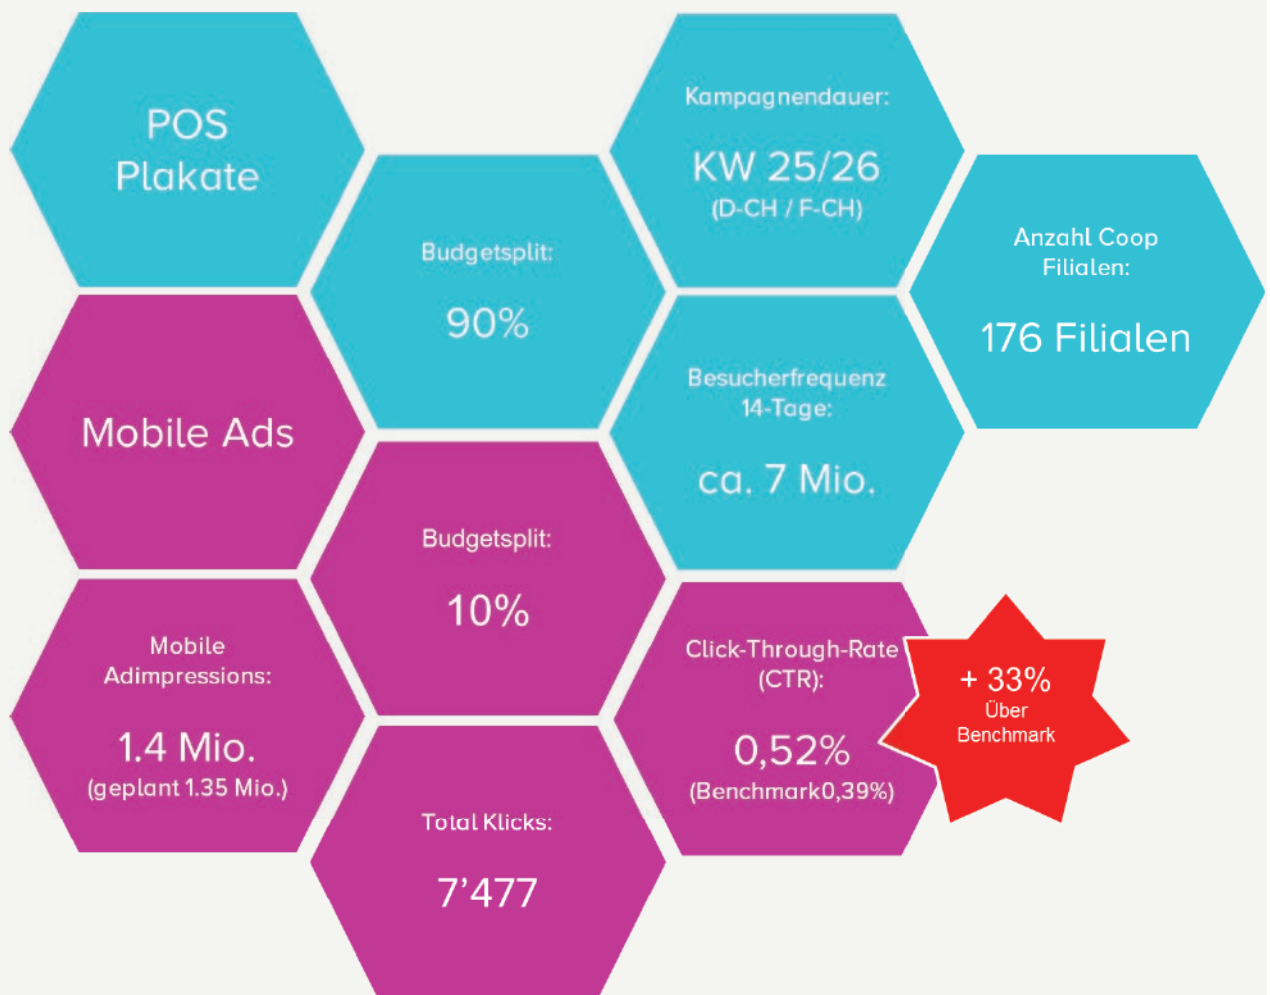 POS
Plakate
Budgetsplit:
90%
Kampagnendauer:
KW 25/26
(D-CH / F-CH)
Anzahl Coop
Filialen:
176 Filialen
Besucherfrequenz
14-Tage:
ca. 7 Mio.
Mobile Ads
Budgetsplit:
10%
Mobile
Adimpressions:
1.4 Mio.
(geplant 1.35 Mio.)
Total Klicks:
7’477
Click-Through-Rate
(CTR):
0,52%
(Benchmark0,39%)
+ 33%
Über
Benchmark